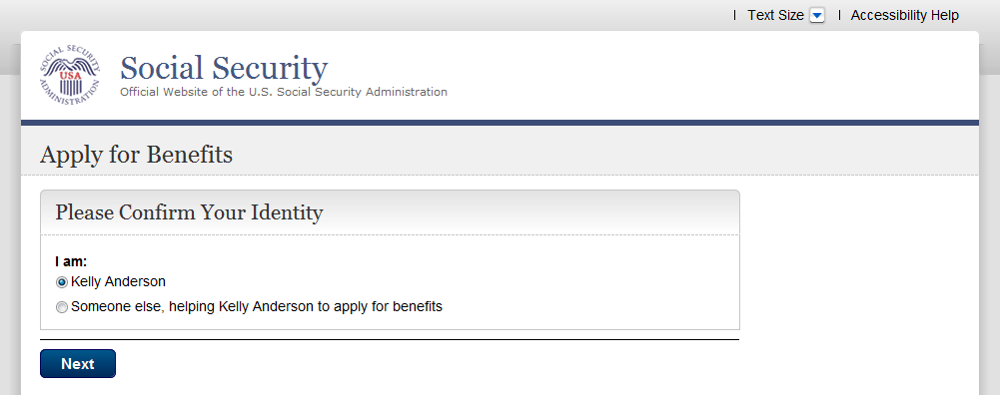 Text Size
Accessibility Help
SOCIAL SECURITY
USA
ADMINISTRATION
Social Security
Official Website of the U.S. Social Security Administration
Apply for Benefits
Please Confirm Your Identity
I am:
Kelly Anderson
Someone else, helping Kelly Anderson to apply for benefits
Next